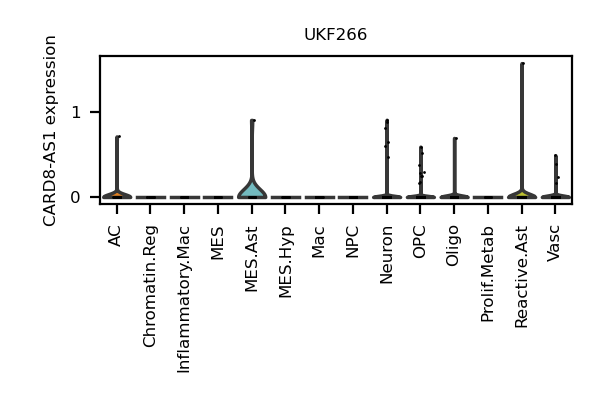 UKF266
CARD8-AS1 expression
1
0
AC
Chromatin.Reg
Inflammatory.Mac
MES
MES.Ast
MES.Hyp
Mac
NPC
Neuron
OPC
Oligo
Prolif.Metab
Reactive.Ast
Vasc